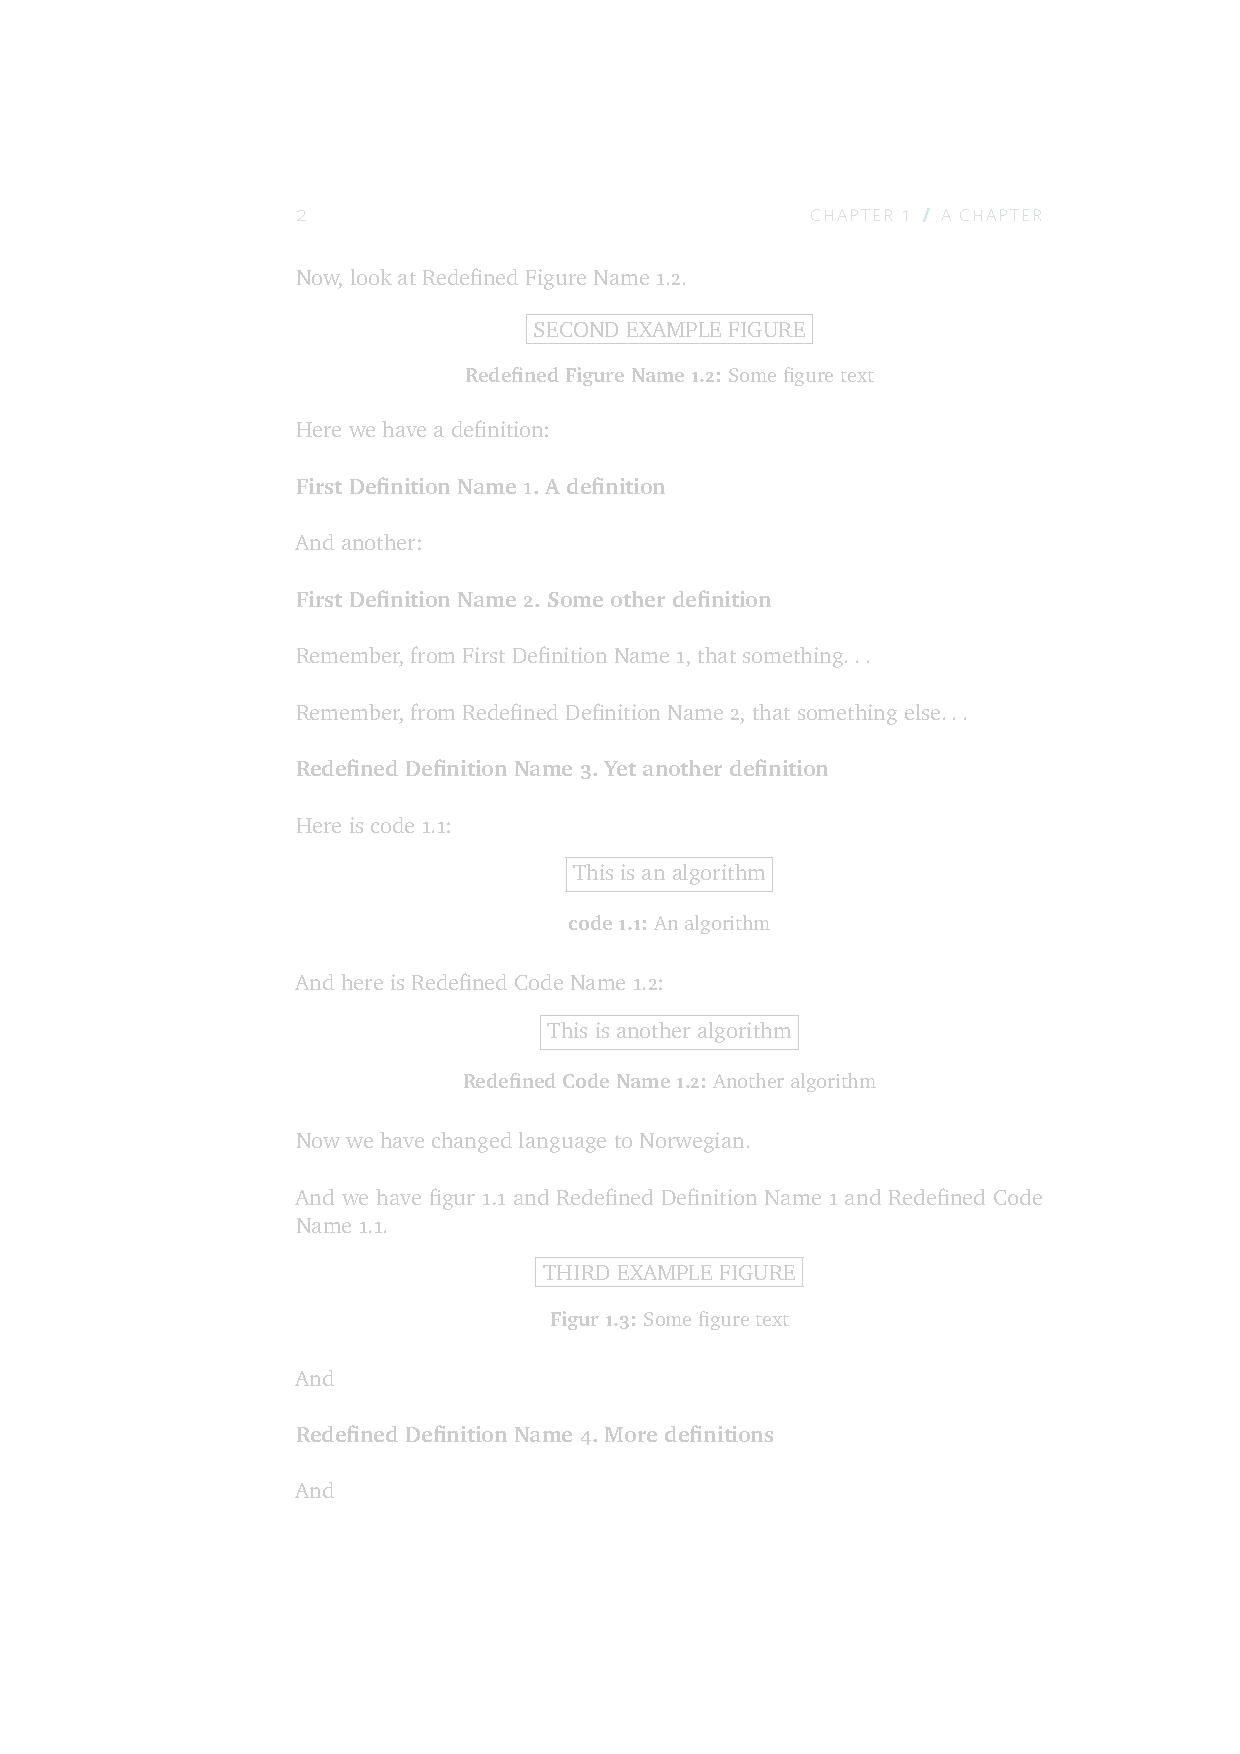 2 CHAPTER 1 / A CHAPTER
Now, look at Redefined Figure Name 1.2.
SECOND EXAMPLE FIGURE
Redefined Figure Name 1.2: Some figure text
Here we have a definition:
First Definition Name 1. A definition
And another:
First Definition Name 2. Some other definition
Remember, from First Definition Name 1, that something. . .
Remember, from Redefined Definition Name 2, that something else. . .
Redefined Definition Name 3. Yet another definition
Here is code 1.1:
This is an algorithm
code 1.1: An algorithm
And here is Redefined Code Name 1.2:
This is another algorithm
Redefined Code Name 1.2: Another algorithm
Now we have changed language to Norwegian.
And we have figur 1.1 and Redefined Definition Name 1 and Redefined Code
Name 1.1.
THIRD EXAMPLE FIGURE
Figur 1.3: Some figure text
And
Redefined Definition Name 4. More definitions
And